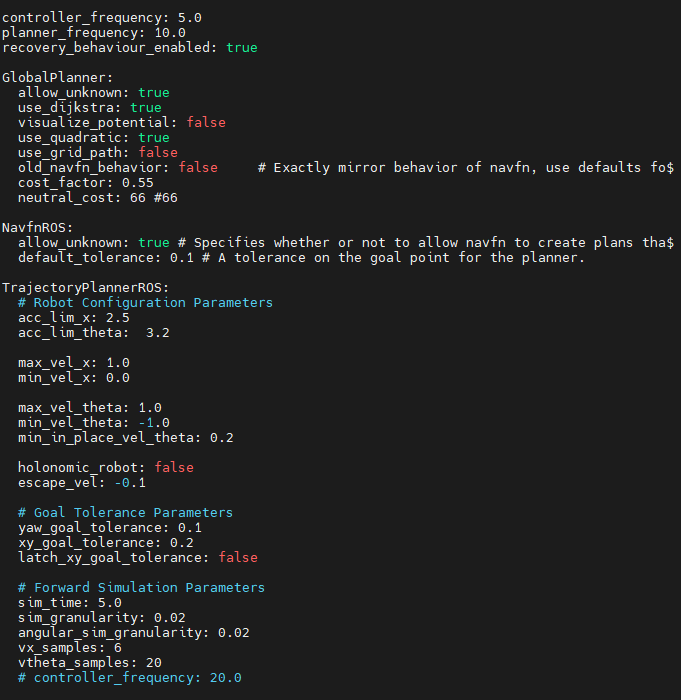 controller_frequency: 5.0
planner_frequency: 10.0
recovery_behaviour_enabled: true

GlobalPlanner:
  allow_unknown: true
  use_dijkstra: true
  visualize_potential: false
  use_quadratic: true
  use_grid_path: false
  old_navfn_behavior: false     # Exactly mirror behavior of navfn, use defaults fo$
  cost_factor: 0.55
  neutral_cost: 66 #66

NavfnROS:
  allow_unknown: true # Specifies whether or not to allow navfn to create plans tha$
  default_tolerance: 0.1 # A tolerance on the goal point for the planner.

TrajectoryPlannerROS:
  # Robot Configuration Parameters
  acc_lim_x: 2.5
  acc_lim_theta:  3.2

  max_vel_x: 1.0
  min_vel_x: 0.0

  max_vel_theta: 1.0
  min_vel_theta: -1.0
  min_in_place_vel_theta: 0.2

  holonomic_robot: false
  escape_vel: -0.1

  # Goal Tolerance Parameters
  yaw_goal_tolerance: 0.1
  xy_goal_tolerance: 0.2
  latch_xy_goal_tolerance: false

  # Forward Simulation Parameters
  sim_time: 5.0
  sim_granularity: 0.02
  angular_sim_granularity: 0.02
  vx_samples: 6
  vtheta_samples: 20
  # controller_frequency: 20.0